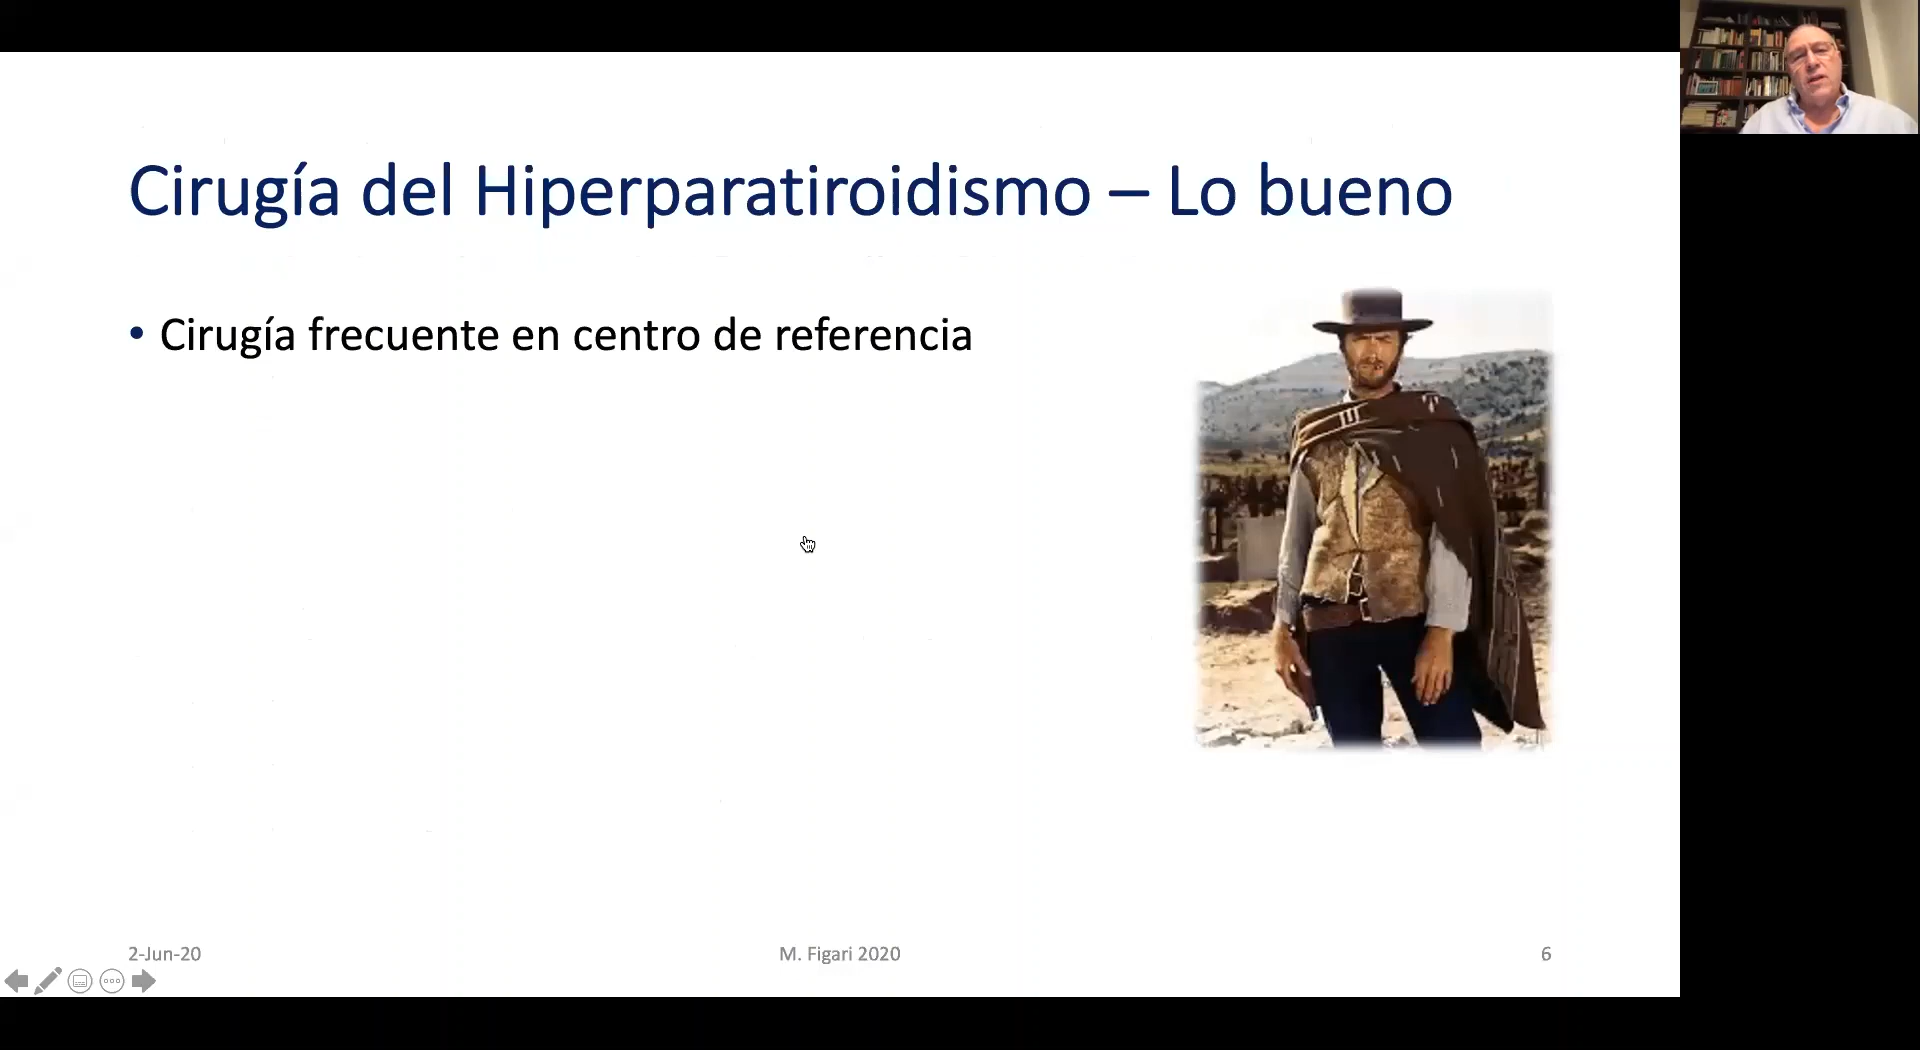 Cirugía del Hiperparatiroidismo – Lo bueno
• Cirugía frecuente en centro de referencia
2-Jun-20
M. Figari 2020
6